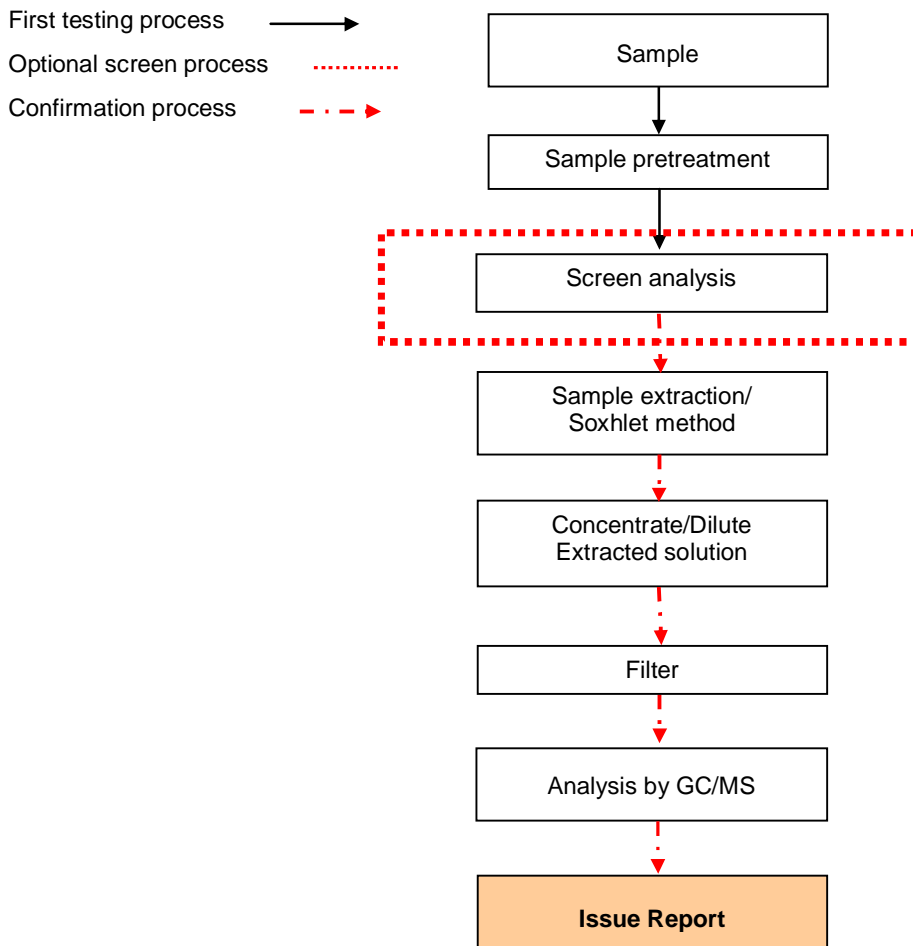 First testing process
Optional screen process
Confirmation process
Sample
Sample pretreatment
Screen analysis
Sample extraction/
Soxhlet method
Concentrate/Dilute
Extracted solution
Filter
Analysis by GC/MS
Issue Report